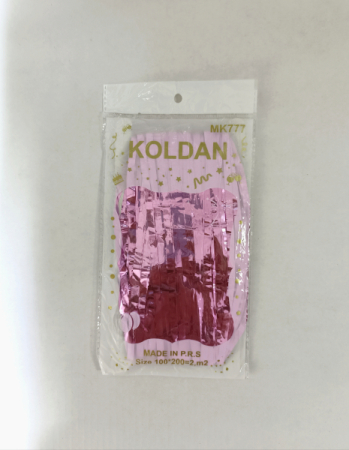 MK777
KOLDAN
MADE IN P.R.S
Size 100*200=2.m2